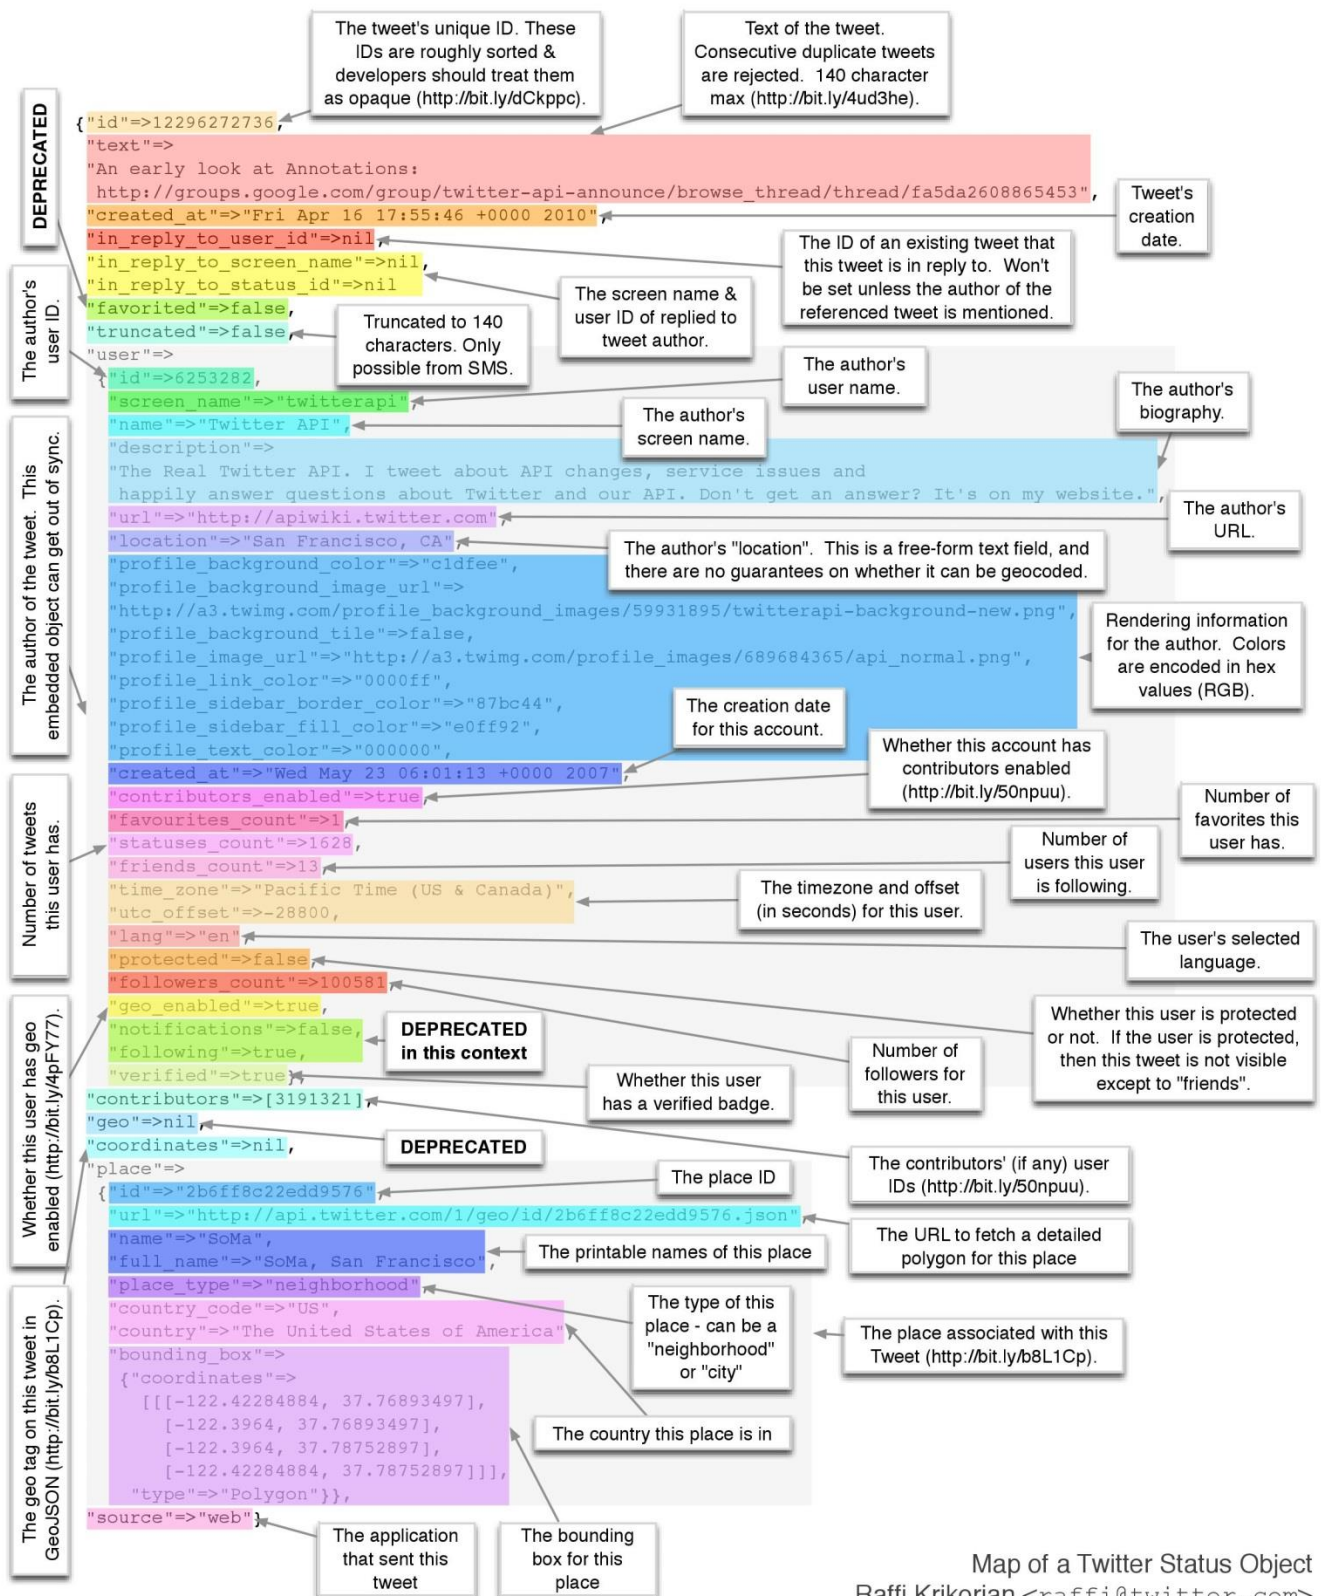 The tweet's unique ID. These
IDs are roughly sorted &
developers should treat them
as opaque (http://bit.ly/dCkppc).
Text of the tweet.
Consecutive duplicate tweets
are rejected. 140 character
max (http://bit.ly/4ud3he).
DEPRECATED
{"id"=>12296272736,
"text"=>
"An early look at Annotations:
http://groups.google.com/group/twitter-api-announce/browse_thread/thread/fa5da2608865453",
"created_at"=>"Fri Apr 16 17:55:46 +0000 2010",
Tweet's
creation
date.
"in_reply_to_user_id"=>nil,
"in_reply_to_screen_name"=>nil,
"in_reply_to_status_id"=>nil
"favorited"=>false,
"truncated"=>false,
The ID of an existing tweet that
this tweet is in reply to. Won't
be set unless the author of the
referenced tweet is mentioned.
The screen name &
user ID of replied to
tweet author.
Truncated to 140
characters. Only
possible from SMS.
The author's
user ID.
"user"=>
{"id"=>6253282,
"screen_name"=>"twitterapi",
"name"=>"Twitter API",
The author's
user name.
The author's
screen name.
The author's
biography.
"description"=>
"The Real Twitter API. I tweet about API changes, service issues and
happily answer questions about Twitter and our API. Don't get an answer? It's on my website.",
"url"=>"http://apiwiki.twitter.com",
The author's
URL.
"location"=>"San Francisco, CA",
The author's "location". This is a free-form text field, and
there are no guarantees on whether it can be geocoded.
The author of the tweet. This
embedded object can get out of sync.
"profile_background_color"=>"c1dfee",
"profile_background_image_url"=>
"http://a3.twimg.com/profile_background_images/59931895/twitterapi-background-new.png",
"profile_background_tile"=>false,
"profile_image_url"=>"http://a3.twimg.com/profile_images/689684365/api_normal.png",
"profile_link_color"=>"0000ff",
"profile_sidebar_border_color"=>"87bc44",
"profile_sidebar_fill_color"=>"e0ff92",
"profile_text_color"=>"000000",
Rendering information
for the author. Colors
are encoded in hex
values (RGB).
The creation date
for this account.
"created_at"=>"Wed May 23 06:01:13 +0000 2007",
"contributors_enabled"=>true,
Whether this account has
contributors enabled
(http://bit.ly/50npuu).
"favourites_count"=>1,
Number of
favorites this
user has.
"statuses_count"=>1628,
Number of tweets
this user has.
"friends_count"=>13,
Number of
users this user
is following.
"time_zone"=>"Pacific Time (US & Canada)",
"utc_offset"=>-28800,
The timezone and offset
(in seconds) for this user.
"lang"=>"en",
The user's selected
language.
"protected"=>false,
"followers_count"=>100581,
"geo_enabled"=>true,
"notifications"=>false,
"following"=>true,
DEPRECATED
in this context
"verified"=>true},
Whether this user has geo
enabled (http://bit.ly/4pFY77).
Whether this user is protected
or not. If the user is protected,
then this tweet is not visible
except to "friends".
Number of
followers for
this user.
Whether this user
has a verified badge.
"contributors"=>[3191321],
"geo"=>nil,
DEPRECATED
"coordinates"=>nil,
The contributors' (if any) user
IDs (http://bit.ly/50npuu).
"place"=>
{"id"=>"2b6ff8c22edd9576",
The place ID
"url"=>"http://api.twitter.com/1/geo/id/2b6ff8c22edd9576.json",
The URL to fetch a detailed
polygon for this place
"name"=>"SoMa",
"full_name"=>"SoMa, San Francisco",
The printable names of this place
"place_type"=>"neighborhood",
The type of this
place - can be a
"neighborhood"
or "city"
"country_code"=>"US",
"country"=>"The United States of America",
The place associated with this
Tweet (http://bit.ly/b8L1Cp).
"bounding_box"=>
{"coordinates"=>
[[[-122.42284884, 37.76893497],
[-122.3964, 37.76893497],
[-122.3964, 37.78752897],
[-122.42284884, 37.78752897]]],
"type"=>"Polygon"}},
The country this place is in
The geo tag on this tweet in
GeoJSON (http://bit.ly/b8L1Cp).
"source"=>"web"}
The application
that sent this
tweet
The bounding
box for this
place
Map of a Twitter Status Object
Raffi Krikorian <raffi@twitter.com>